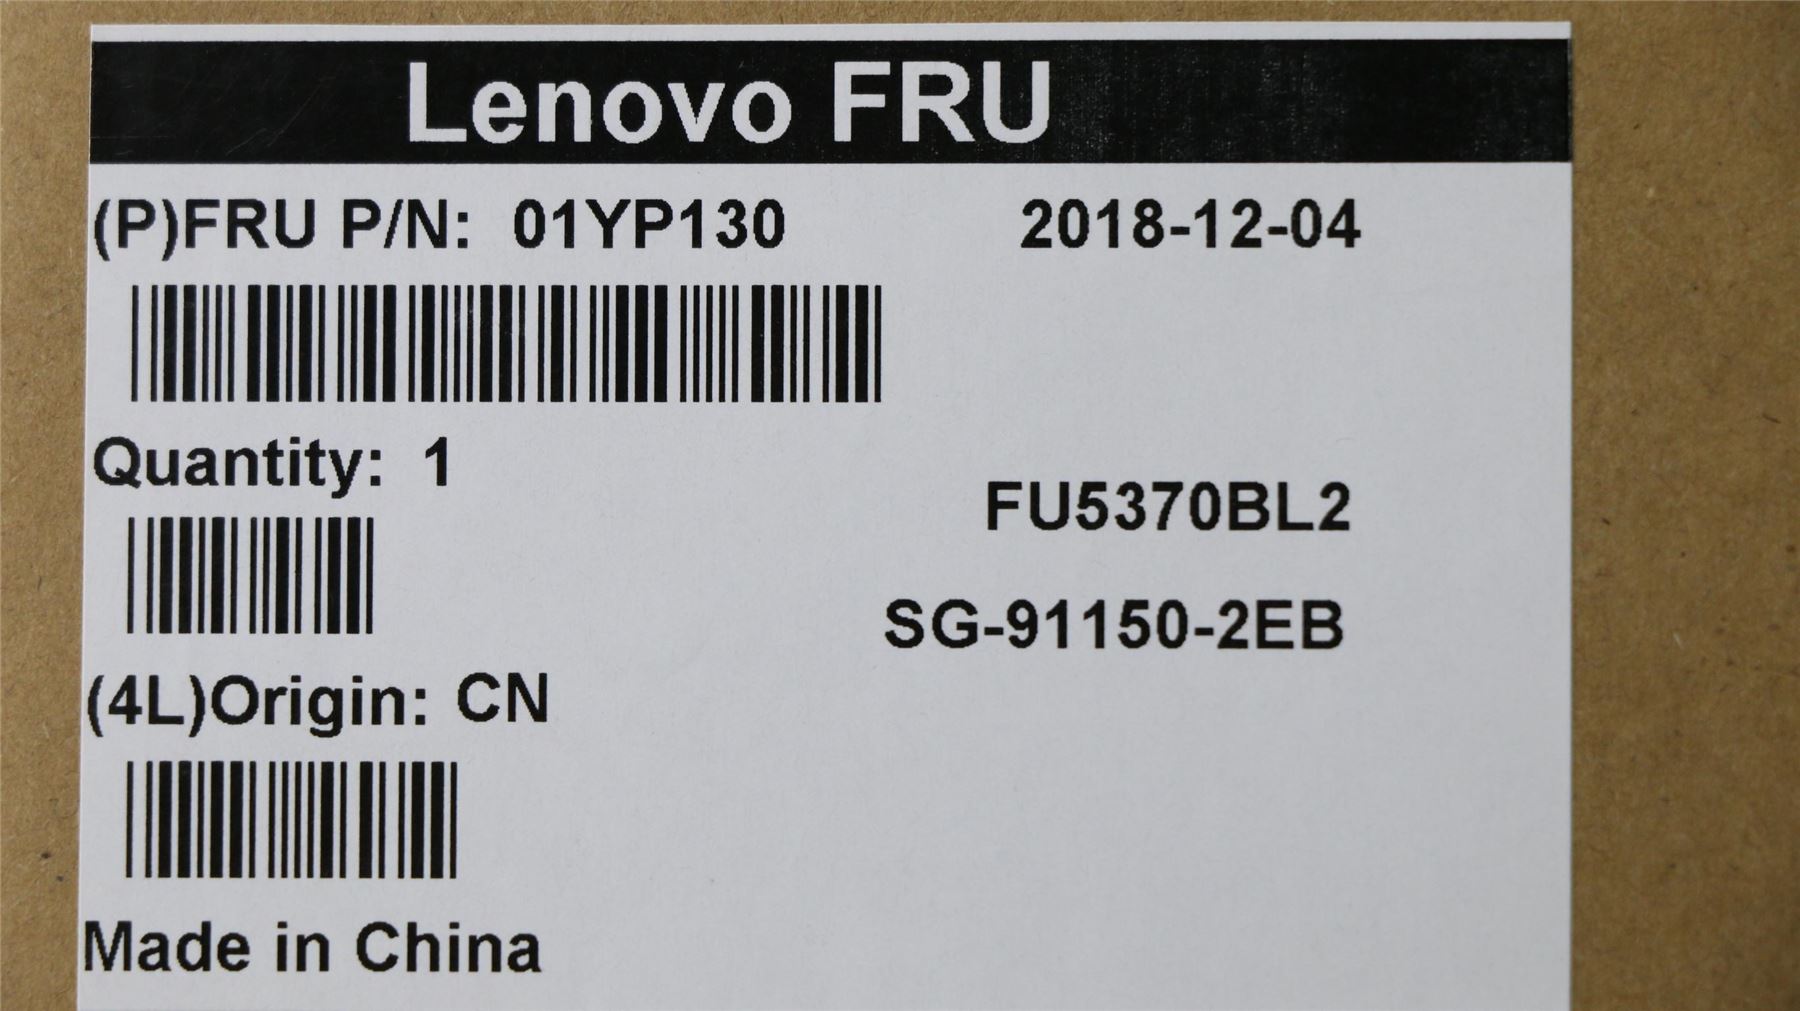 Lenovo FRU
(P)FRU P/N: 01YP130 2018-12-04
Quantity: 1
FU5370BL2
SG-91150-2EB
(4L)Origin: CN
Made in China